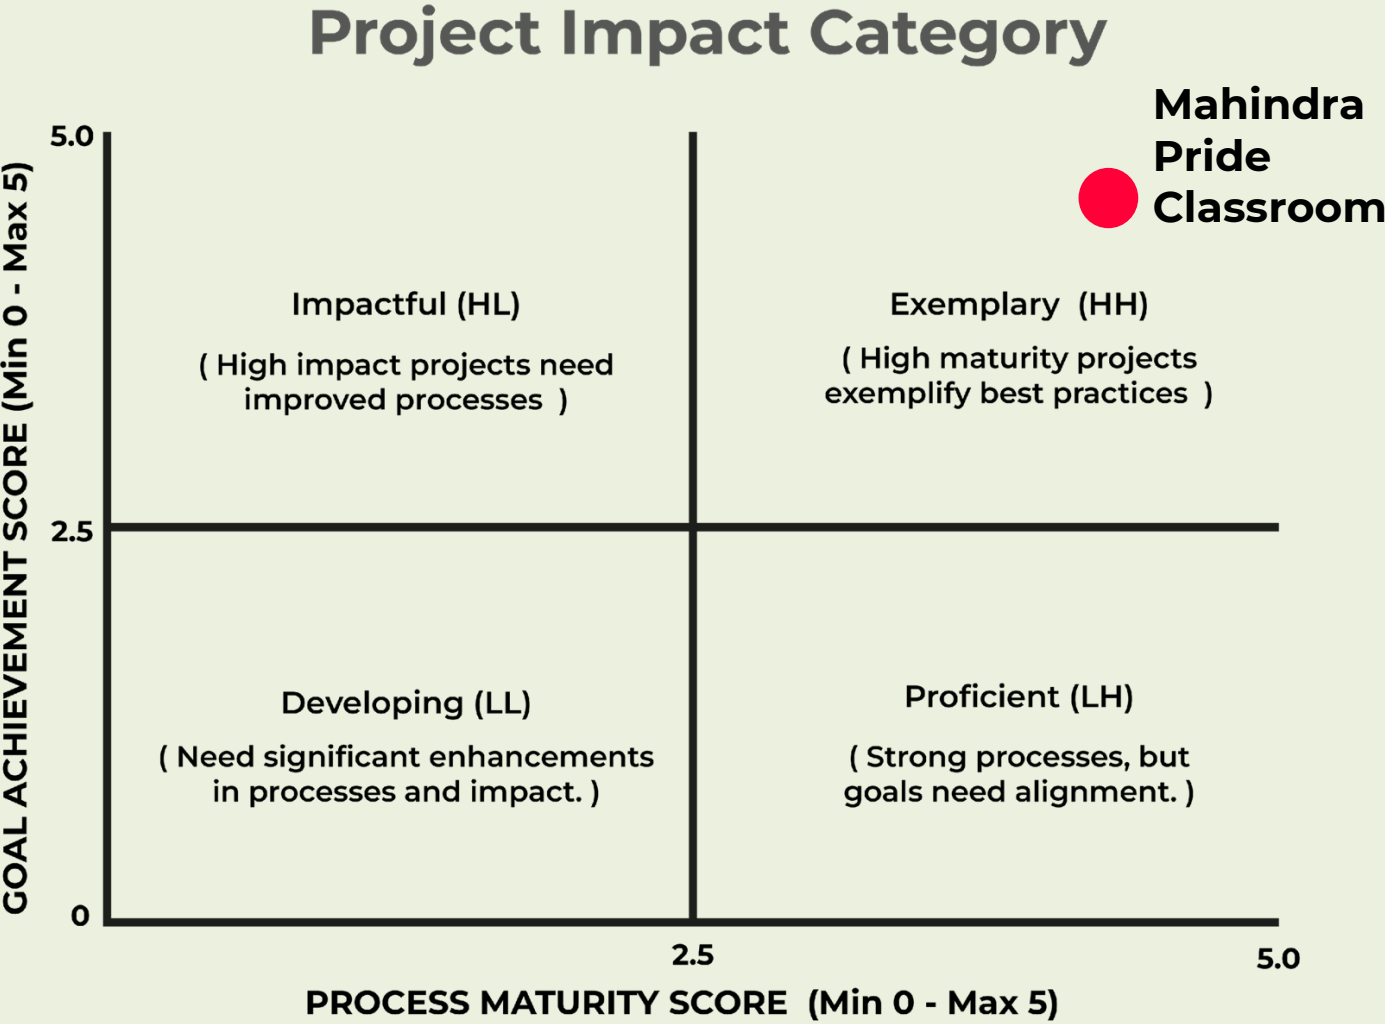 Project Impact Category
Mahindra
Pride
Classroom
5.0
GOAL ACHIEVEMENT SCORE (Min 0 - Max 5)
Impactful (HL)
( High impact projects need
improved processes )
Exemplary (HH)
( High maturity projects
exemplify best practices )
2.5
Developing (LL)
( Need significant enhancements
in processes and impact. )
Proficient (LH)
( Strong processes, but
goals need alignment. )
0
2.5
5.0
PROCESS MATURITY SCORE (Min 0 - Max 5)